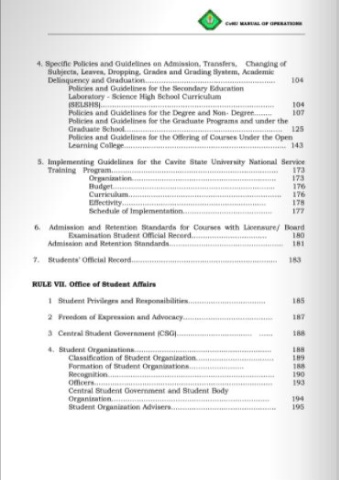 CvSU MANUAL OF OPERATIONS
4. Specific Policies and Guidelines on Admission, Transfers, Changing of
Subjects, Leaves, Dropping, Grades and Grading System, Academic
Delinquency and Graduation.................................................. 104
Policies and Guidelines for the Secondary Education
Laboratory - Science High School Curriculum
(SELSHS).................................................................. 104
Policies and Guidelines for the Degree and Non- Degree........ 107
Policies and Guidelines for the Graduate Programs and under the
Graduate School.......................................................... 125
Policies and Guidelines for the Offering of Courses Under the Open
Learning College........................................................... 143
5. Implementing Guidelines for the Cavite State University National Service
Training Program............................................................ 173
Organization.................................................... 173
Budget............................................................ 176
Curriculum....................................................... 176
Effectivity...................................................... 178
Schedule of Implementation................................ 177
6. Admission and Retention Standards for Courses with Licensure/ Board
Examination Student Official Record........................... 180
Admission and Retention Standards......................................... 181
7. Students' Official Record..................................................... 183
RULE VII. Office of Student Affairs
1 Student Privileges and Responsibilities............................ 185
2 Freedom of Expression and Advocacy................................ 187
3 Central Student Government (CSG)........................... ...... 188
4. Student Organizations.................................................. 188
Classification of Student Organization............................ 189
Formation of Student Organizations.................... 188
Recognition............................................................ 190
Officers................................................................. 193
Central Student Government and Student Body
Organization.......................................................... 194
Student Organization Advisers...................................... 195